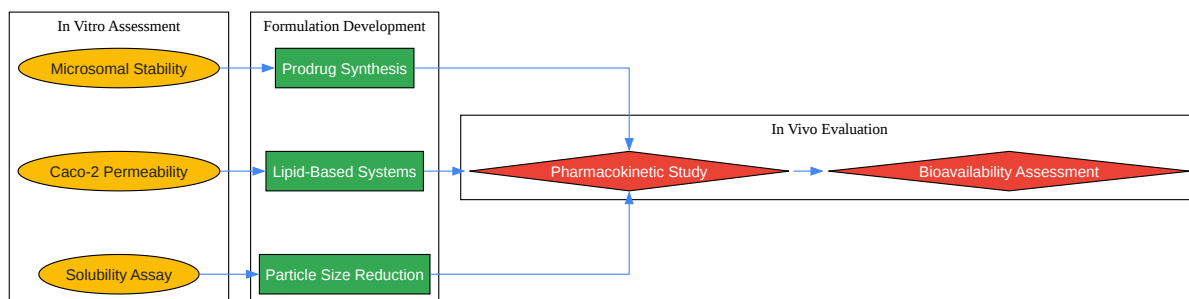 In Vitro Assessment
Microsomal Stability
Caco-2 Permeability
Solubility Assay
Formulation Development
Prodrug Synthesis
Lipid-Based Systems
Particle Size Reduction
In Vivo Evaluation
Pharmacokinetic Study
Bioavailability Assessment